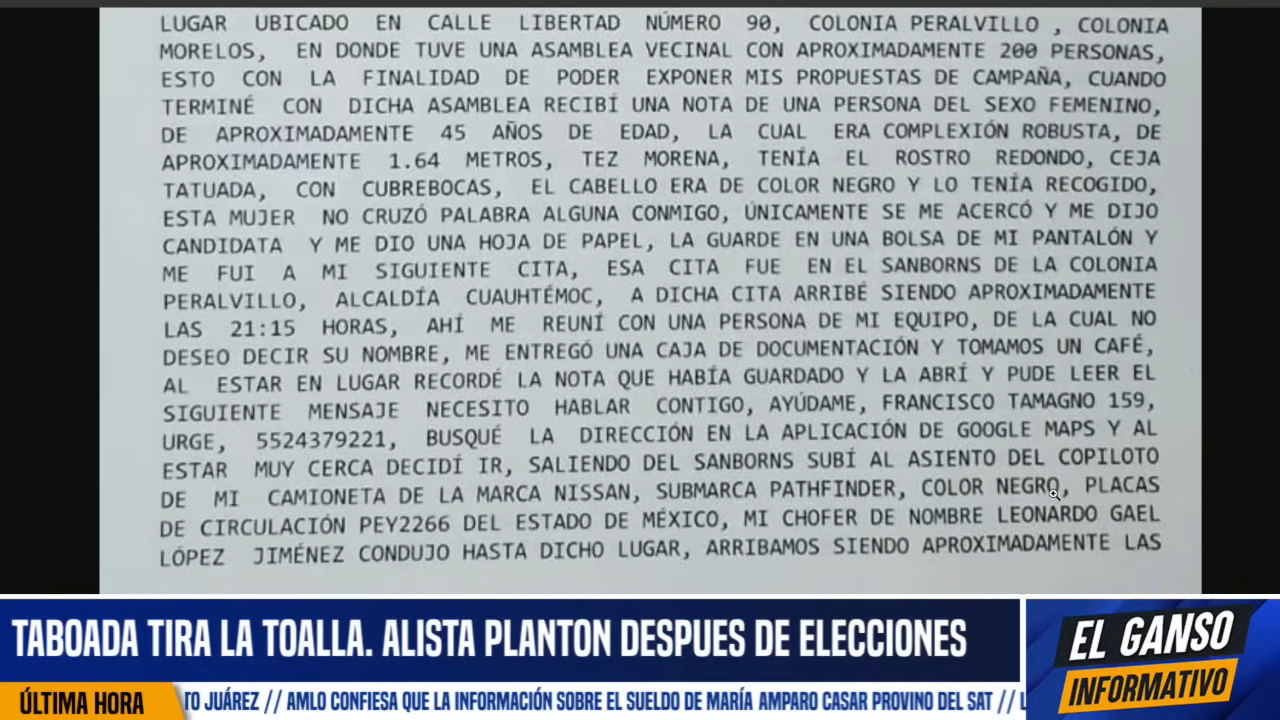 LUGAR UBICADO EN CALLE LIBERTAD NÚMERO 90, COLONIA PERALVILLO , COLONIA
MORELOS, EN DONDE TUVE UNA ASAMBLEA VECINAL CON APROXIMADAMENTE 200 PERSONAS,
ESTO CON LA FINALIDAD DE PODER EXPONER MIS PROPUESTAS DE CAMPAÑA, CUANDO
TERMINÉ CON DICHA ASAMBLEA RECIBÍ UNA NOTA DE UNA PERSONA DEL SEXO FEMENINO,
DE APROXIMADAMENTE 45 AÑOS DE EDAD, LA CUAL ERA COMPLEXIÓN ROBUSTA, DE
APROXIMADAMENTE 1.64 METROS, TEZ MORENA, TENÍA EL ROSTRO REDONDO, CEJA
TATUADA, CON CUBREBOCAS, EL CABELLO ERA DE COLOR NEGRO Y LO TENÍA RECOGIDO,
ESTA MUJER NO CRUZÓ PALABRA ALGUNA CONMIGO, ÚNICAMENTE SE ME ACERCÓ Y ME DIJO
CANDIDATA Y ME DIO UNA HOJA DE PAPEL, LA GUARDE EN UNA BOLSA DE MI PANTALÓN Y
ME FUI A MI SIGUIENTE CITA, ESA CITA FUE EN EL SANBORNS DE LA COLONIA
PERALVILLO, ALCALDÍA CUAUHTÉMOC, A DICHA CITA ARRIBÉ SIENDO APROXIMADAMENTE
LAS 21:15 HORAS, AHÍ ME REUNÍ CON UNA PERSONA DE MI EQUIPO, DE LA CUAL NO
DESEO DECIR SU NOMBRE, ME ENTREGÓ UNA CAJA DE DOCUMENTACIÓN Y TOMAMOS UN CAFÉ,
AL ESTAR EN LUGAR RECORDÉ LA NOTA QUE HABÍA GUARDADO Y LA ABRÍ Y PUDE LEER EL
SIGUIENTE MENSAJE NECESITO HABLAR CONTIGO, AYÚDAME, FRANCISCO TAMAGNO 159,
URGE, 5524379221, BUSQUÉ LA DIRECCIÓN EN LA APLICACIÓN DE GOOGLE MAPS Y AL
ESTAR MUY CERCA DECIDÍ IR, SALIENDO DEL SANBORNS SUBÍ AL ASIENTO DEL COPILOTO
DE MI CAMIONETA DE LA MARCA NISSAN, SUBMARCA PATHFINDER, COLOR NEGRO, PLACAS
DE CIRCULACIÓN PEY2266 DEL ESTADO DE MÉXICO, MI CHOFER DE NOMBRE LEONARDO GAEL
LÓPEZ JIMÉNEZ CONDUJO HASTA DICHO LUGAR, ARRIBAMOS SIENDO APROXIMADAMENTE LAS
TABOADA TIRA LA TOALLA. ALISTA PLANTON DESPUES DE ELECCIONES
EL GANSO
INFORMATIVO
ÚLTIMA HORA
TO JUÁREZ // AMLO CONFIESA QUE LA INFORMACIÓN SOBRE EL SUELDO DE MARÍA AMPARO CASAR PROVINO DEL SAT // L